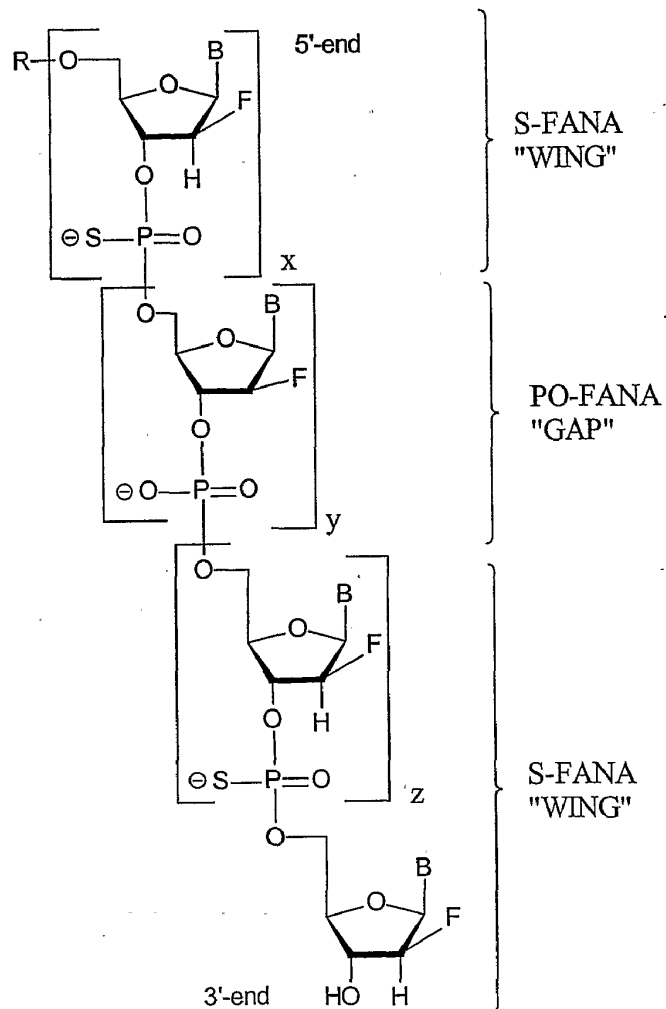 5'-end
R
O
O
B
F
O
H
⊖S
P
O
x
S-FANA
"WING"
O
O
B
F
O
⊖O
P
O
y
PO-FANA
"GAP"
O
O
B
F
O
H
⊖S
P
O
z
S-FANA
"WING"
O
O
B
F
3'-end
HO
H